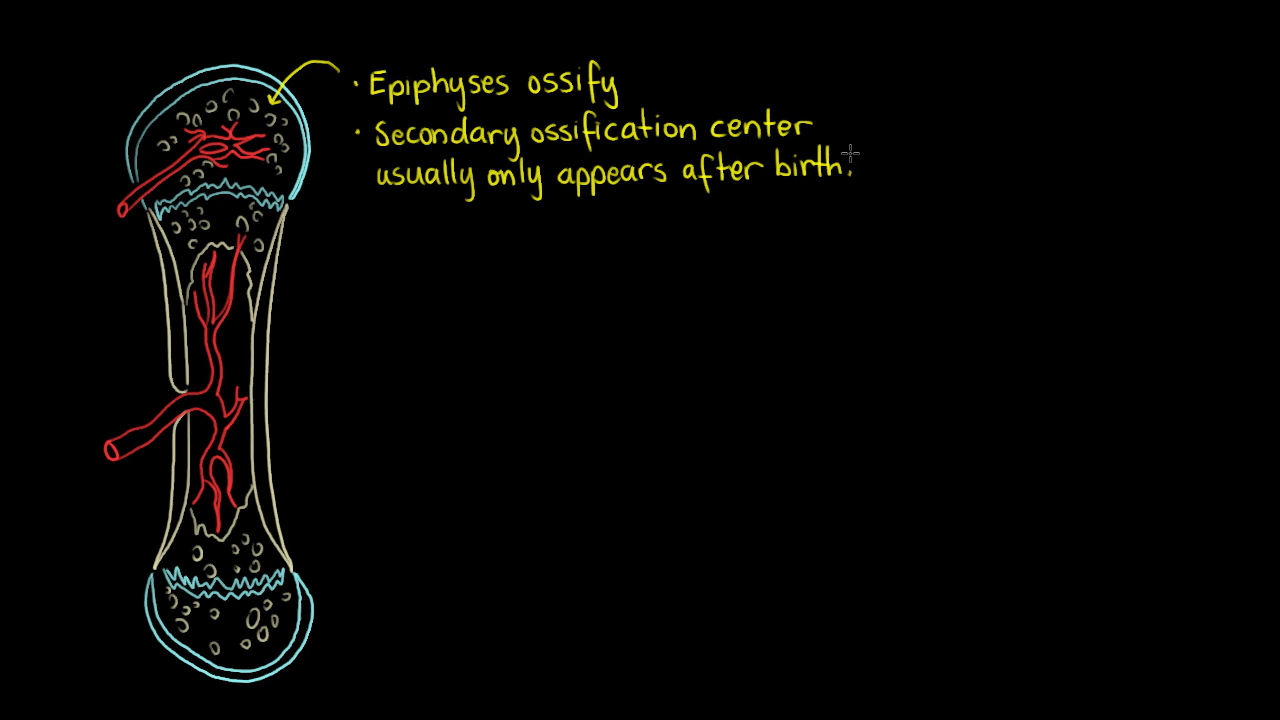 · Epiphyses ossify
· Secondary ossification center
usually only appears after birth.